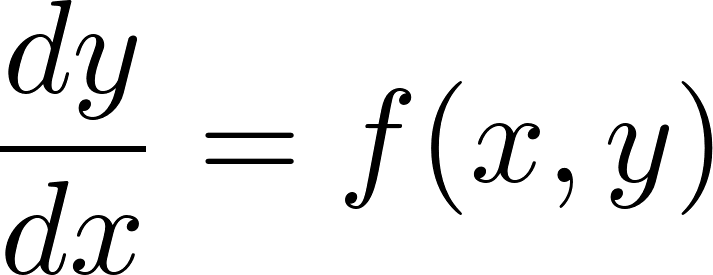 dy/dx = f(x, y)